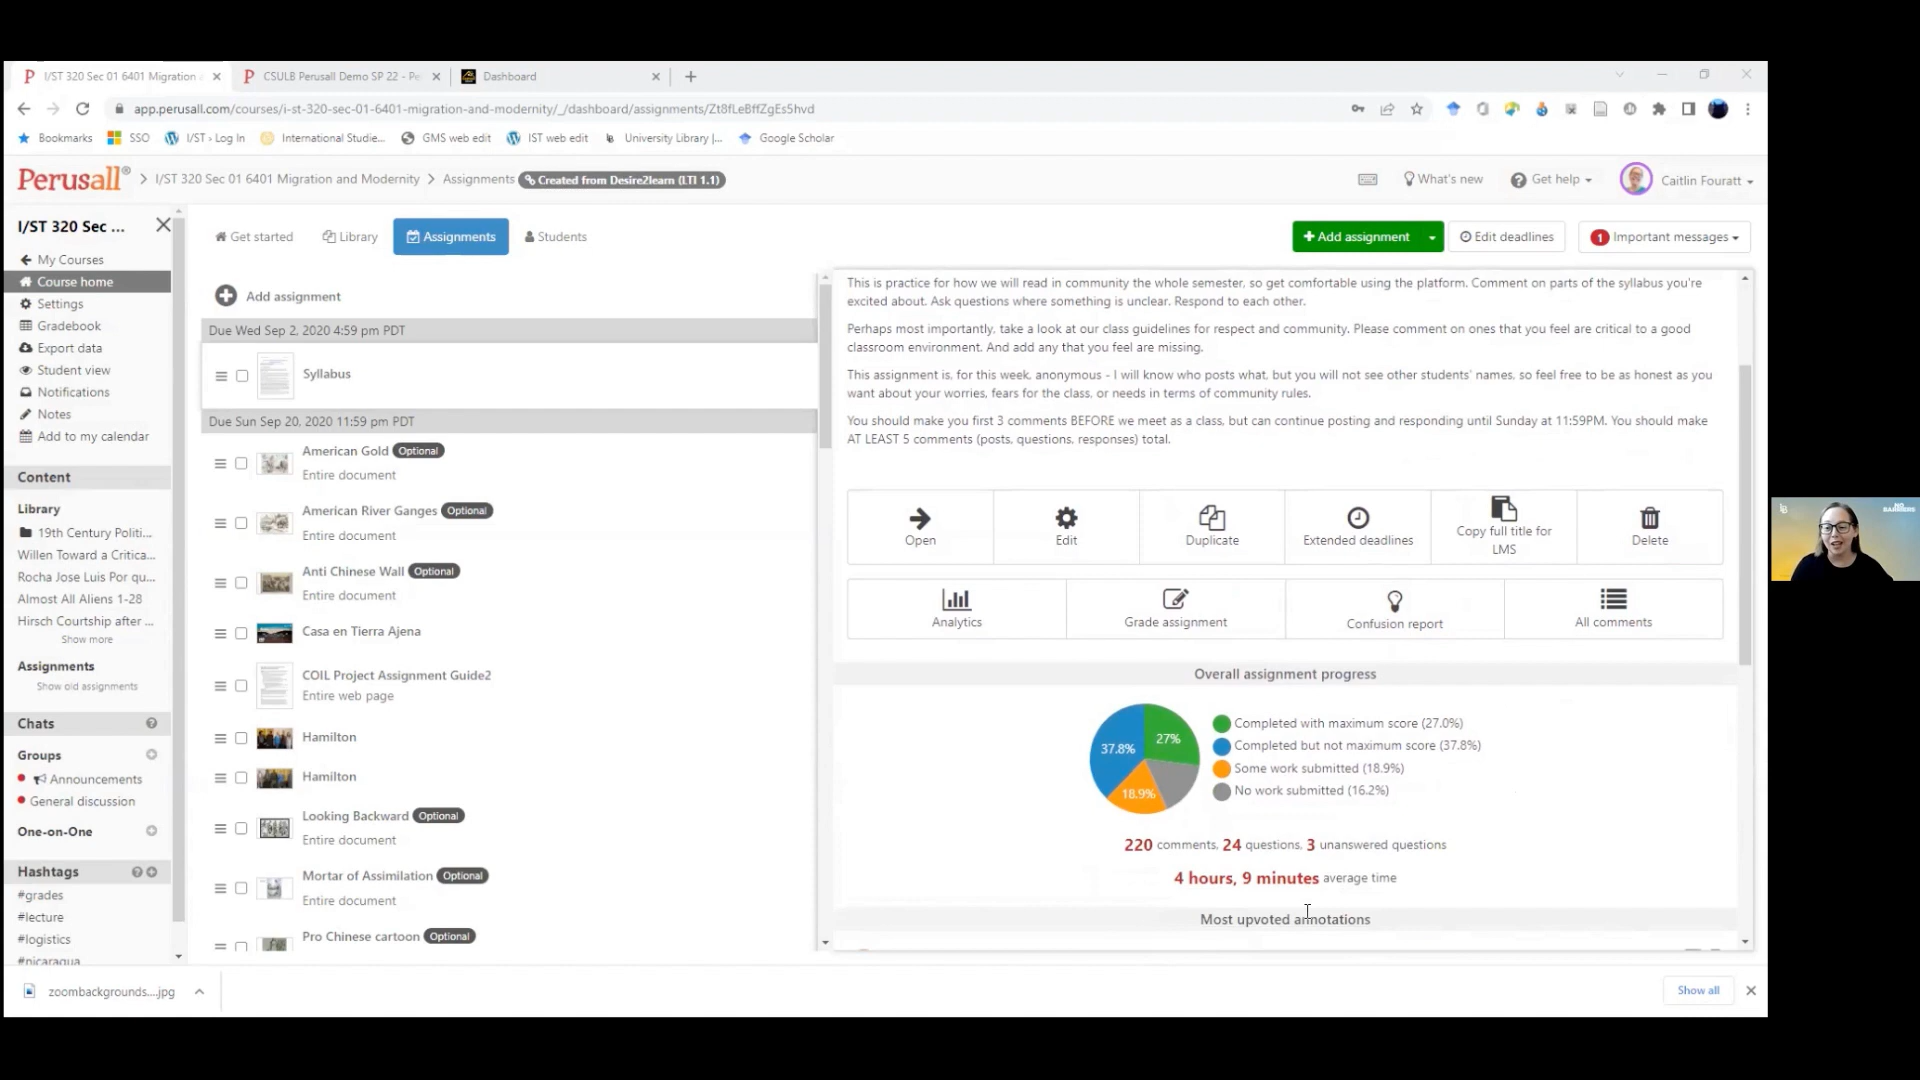 I/ST 320 Sec 01 6401 Migration
CSULB Perusall Demo SP 22 - Pe
Dashboard
app.perusall.com/courses/i-st-320-sec-01-6401-migration-and-modernity/_/dashboard/assignments/Zt8fLeBffZgEs5hvd
Bookmarks SSO I/ST › Log In International Studie... GMS web edit IST web edit University Library |... Google Scholar
Perusall® > I/ST 320 Sec 01 6401 Migration and Modernity > Assignments Created from Desire2learn (LTI 1.1)
What's new Get help Caitlin Fouratt
I/ST 320 Sec ...
My Courses
Course home
Settings
Gradebook
Export data
Student view
Notifications
Notes
Add to my calendar
Content
Library
19th Century Politi...
Willen Toward a Critica...
Rocha Jose Luis Por qu...
Almost All Aliens 1-28
Hirsch Courtship after ...
Show more
Assignments
Show old assignments
Chats
Groups
Announcements
General discussion
One-on-One
Hashtags
#grades
#lecture
#logistics
#nicaragua
Get started Library Assignments Students
Add assignment Edit deadlines 1 Important messages
Add assignment
Due Wed Sep 2, 2020 4:59 pm PDT
Syllabus
Due Sun Sep 20, 2020 11:59 pm PDT
American Gold Optional
Entire document
American River Ganges Optional
Entire document
Anti Chinese Wall Optional
Entire document
Casa en Tierra Ajena
COIL Project Assignment Guide2
Entire web page
Hamilton
Hamilton
Looking Backward Optional
Entire document
Mortar of Assimilation Optional
Entire document
Pro Chinese cartoon Optional
This is practice for how we will read in community the whole semester, so get comfortable using the platform. Comment on parts of the syllabus you're
excited about. Ask questions where something is unclear. Respond to each other.
Perhaps most importantly, take a look at our class guidelines for respect and community. Please comment on ones that you feel are critical to a good
classroom environment. And add any that you feel are missing.
This assignment is, for this week, anonymous - I will know who posts what, but you will not see other students' names, so feel free to be as honest as you
want about your worries, fears for the class, or needs in terms of community rules.
You should make you first 3 comments BEFORE we meet as a class, but can continue posting and responding until Sunday at 11:59PM. You should make
AT LEAST 5 comments (posts, questions, responses) total.
Open
Edit
Duplicate
Extended deadlines
Copy full title for
LMS
Delete
Analytics
Grade assignment
Confusion report
All comments
Overall assignment progress
27%
37.8%
18.9%
Completed with maximum score (27.0%)
Completed but not maximum score (37.8%)
Some work submitted (18.9%)
No work submitted (16.2%)
220 comments, 24 questions, 3 unanswered questions
4 hours, 9 minutes average time
Most upvoted annotations
zoombackgrounds....jpg
Show all
NO
BARRIERS